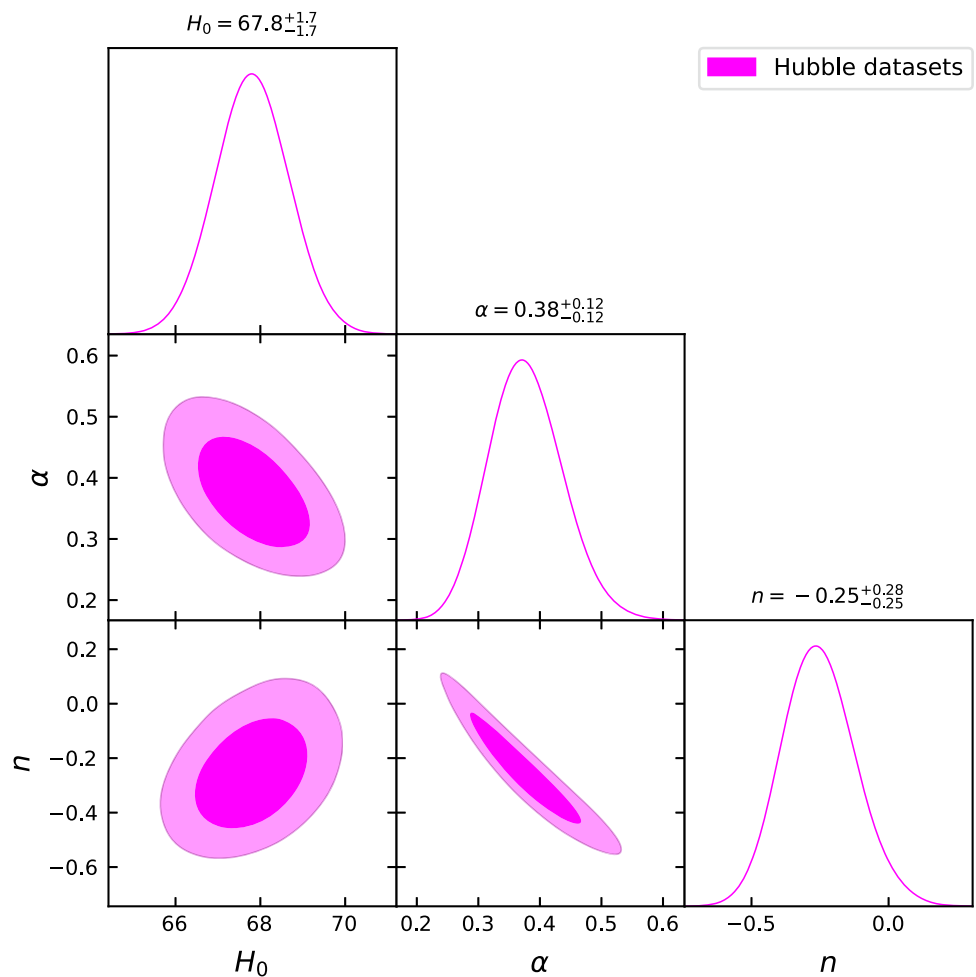 H₀ = 67.8⁺¹·⁷₋₁.₇
Hubble datasets
α = 0.38⁺⁰·¹²₋₀.₁₂
0.6
0.5
0.4
0.3
0.2
α
n = −0.25⁺⁰·²⁸₋₀.₂₅
0.2
0.0
−0.2
−0.4
−0.6
n
66 68 70
0.2 0.3 0.4 0.5 0.6
−0.5 0.0
H₀
α
n